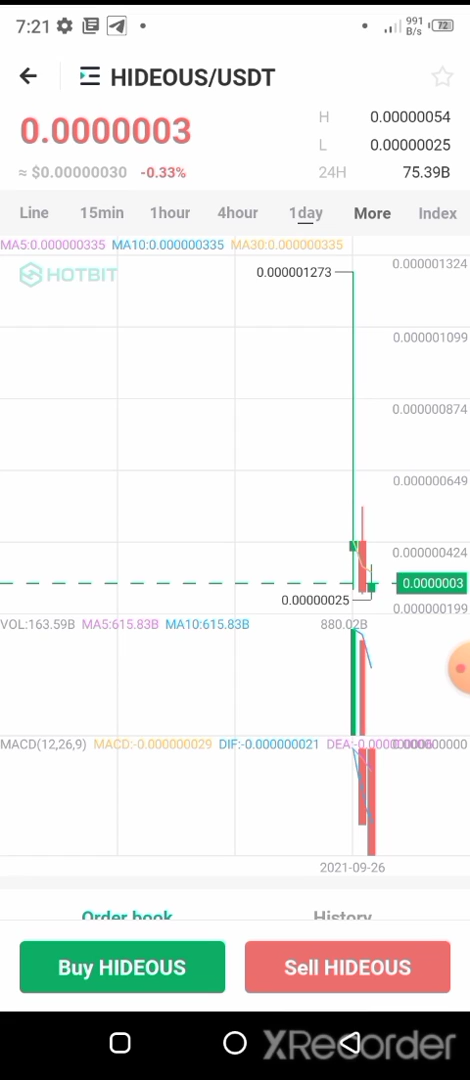 7:21
991 B/s
72
HIDEOUS/USDT
0.0000003
H 0.00000054
L 0.00000025
≈ $0.00000030 -0.33%
24H 75.39B
Line 15min 1hour 4hour 1day More Index
MA5:0.000000335 MA10:0.000000335 MA30:0.000000335
HOTBIT
0.000001273
0.000001324
0.000001099
0.000000874
0.000000649
0.000000424
0.0000003
0.00000025
0.000000199
VOL:163.59B MA5:615.83B MA10:615.83B 880.02B
MACD(12,26,9) MACD:-0.000000029 DIF:-0.000000021
2021-09-26
Order book History
Buy HIDEOUS Sell HIDEOUS
XRecorder